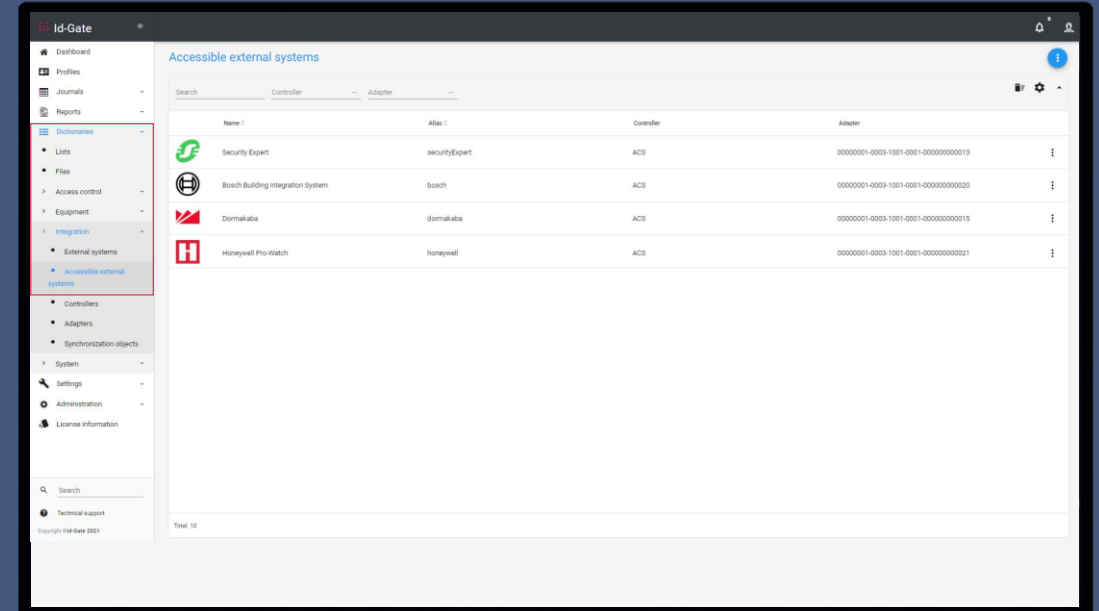 Id-Gate
Dashboard
Profiles
Journals
Reports
Dictionaries
Lists
Files
Access control
Equipment
Integration
External systems
Accessible external
systems
Controllers
Adapters
Synchronization objects
System
Settings
Administration
License information
Search
Technical support
Copyright ©Id-Gate 2021
Accessible external systems
Search Controller ... Adapter ...
Name Alias Controller Adapter
Security Expert securityExpert ACS 00000001-0003-1001-0001-000000000013
Bosch Building Integration System bosch ACS 00000001-0003-1001-0001-000000000020
Dormakaba dormakaba ACS 00000001-0003-1001-0001-000000000015
H Honeywell Pro-Watch honeywell ACS 00000001-0003-1001-0001-000000000021
Total: 10